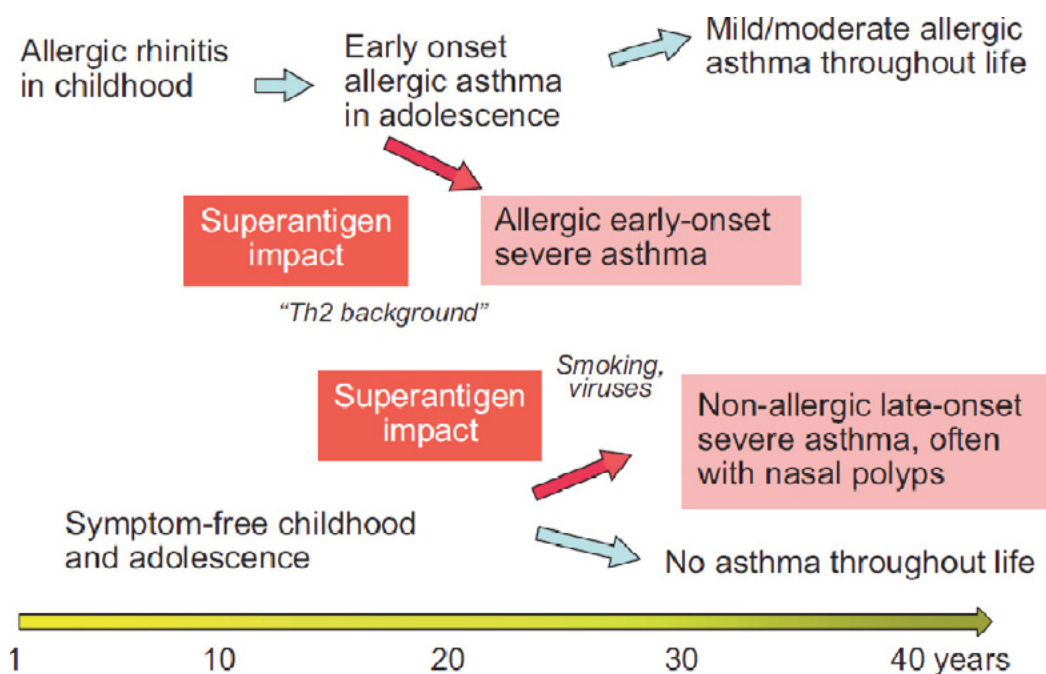 Allergic rhinitis
in childhood
Early onset
allergic asthma
in adolescence
Mild/moderate allergic
asthma throughout life
Superantigen
impact
Allergic early-onset
severe asthma
“Th2 background”
Smoking,
viruses
Superantigen
impact
Non-allergic late-onset
severe asthma, often
with nasal polyps
Symptom-free childhood
and adolescence
No asthma throughout life
1 10 20 30 40 years